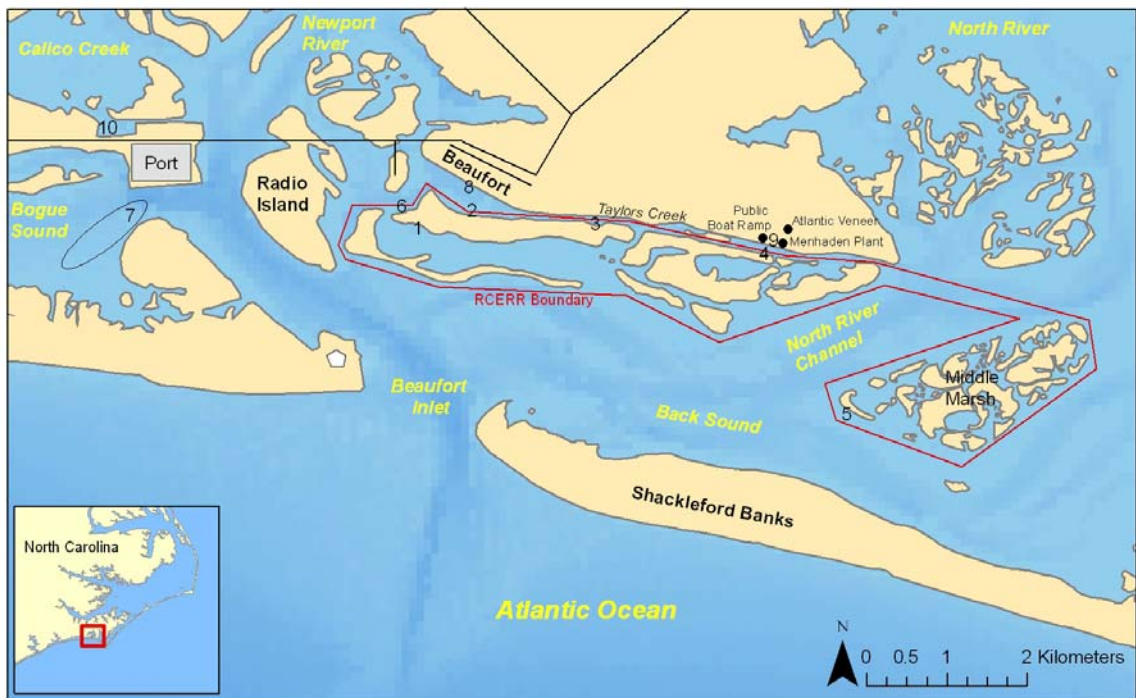 Calico Creek
Newport
River
North River
10
Port
Radio
Island
Beaufort
8
7
Bogue
Sound
6
2
1
3
Taylors Creek
Public
Boat Ramp
Atlantic Veneer
9
Menhaden Plant
4
RCERR Boundary
North River
Channel
Middle
Marsh
5
Beaufort
Inlet
Back Sound
Shackleford Banks
North Carolina
Atlantic Ocean
N
0 0.5 1 2 Kilometers